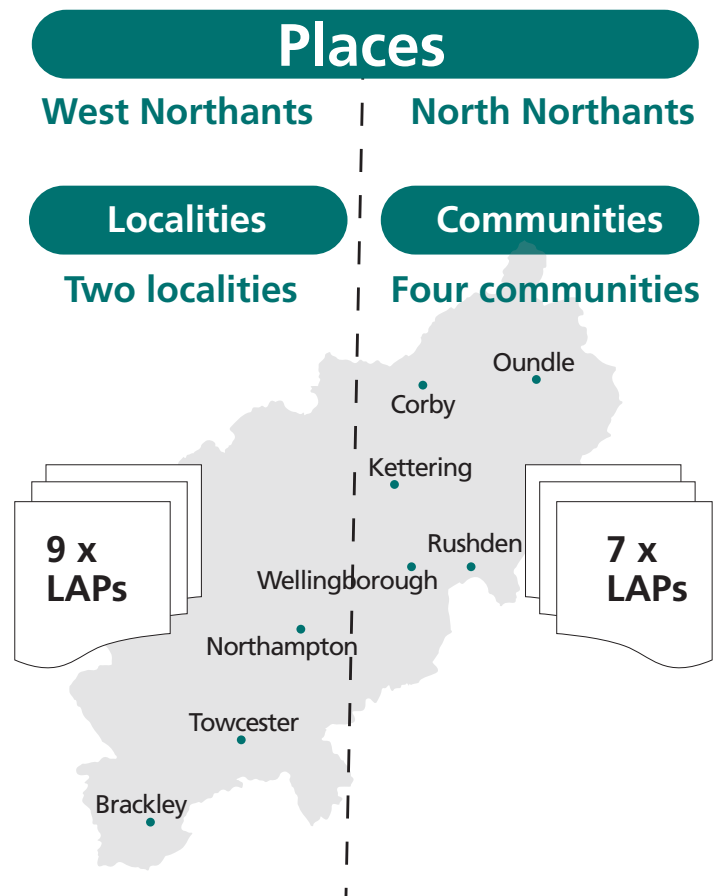 Places
West Northants
North Northants
Localities
Communities
Two localities
Four communities
Oundle
Corby
Kettering
9 x
LAPs
Rushden
7 x
LAPs
Wellingborough
Northampton
Towcester
Brackley